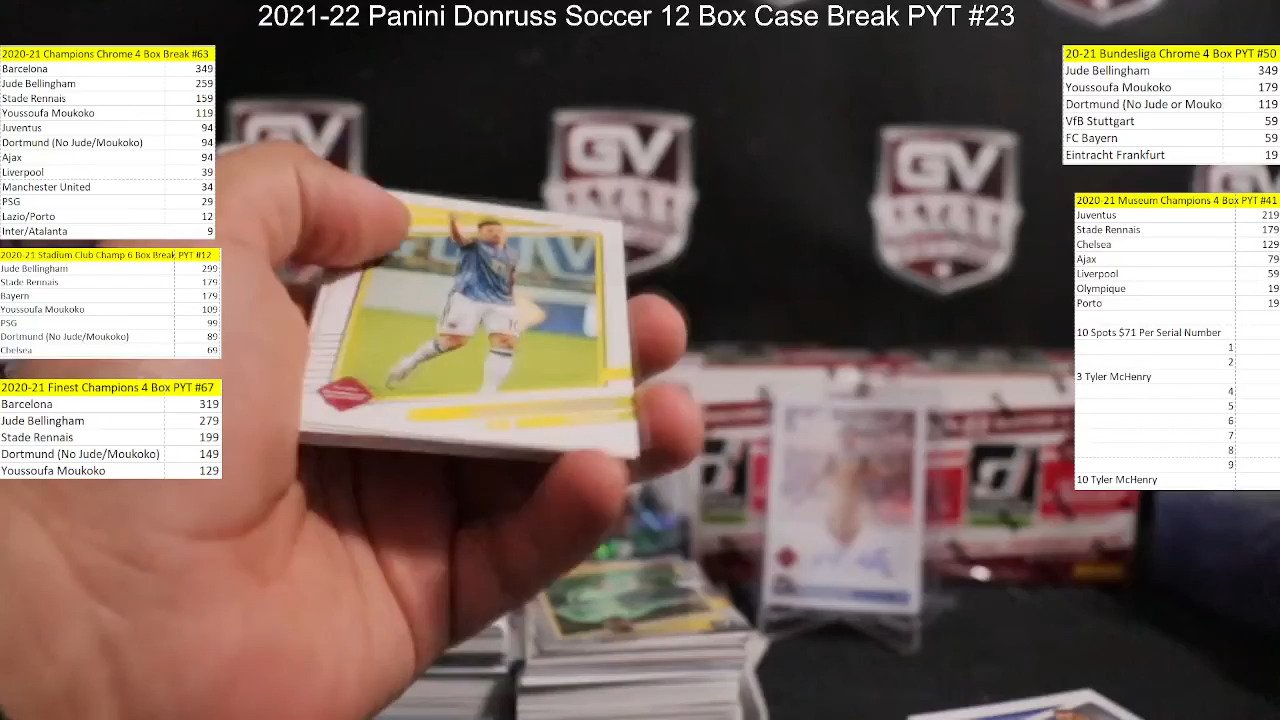 2021-22 Panini Donruss Soccer 12 Box Case Break PYT #23
2020-21 Champions Chrome 4 Box Break #63
Barcelona 349
Jude Bellingham 259
Stade Rennais 159
Youssoufa Moukoko 119
Juventus 94
Dortmund (No Jude/Moukoko) 94
Ajax 94
Liverpool 39
Manchester United 34
PSG 29
Lazio/Porto 12
Inter/Atalanta 9
2020-21 Stadium Club Champ 6 Box Break PYT #12
Jude Bellingham 299
Stade Rennais 179
Bayern 179
Youssoufa Moukoko 109
PSG 99
Dortmund (No Jude/Moukoko) 89
Chelsea 69
2020-21 Finest Champions 4 Box PYT #67
Barcelona 319
Jude Bellingham 279
Stade Rennais 199
Dortmund (No Jude/Moukoko) 149
Youssoufa Moukoko 129
20-21 Bundesliga Chrome 4 Box PYT #50
Jude Bellingham 349
Youssoufa Moukoko 179
Dortmund (No Jude or Mouko 119
VfB Stuttgart 59
FC Bayern 59
Eintracht Frankfurt 19
2020-21 Museum Champions 4 Box PYT #41
Juventus 219
Stade Rennais 179
Chelsea 129
Ajax 79
Liverpool 59
Olympique 19
Porto 19
10 Spots $71 Per Serial Number
1
2
3 Tyler McHenry
4
5
6
7
8
9
10 Tyler McHenry
GV
GV
GV